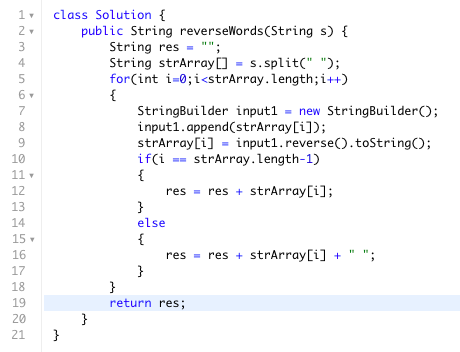 1 class Solution {
2 public String reverseWords(String s) {
3 String res = "";
4 String strArray[] = s.split(" ");
5 for(int i=0;i<strArray.length;i++)
6 {
7 StringBuilder input1 = new StringBuilder();
8 input1.append(strArray[i]);
9 strArray[i] = input1.reverse().toString();
10 if(i == strArray.length-1)
11 {
12 res = res + strArray[i];
13 }
14 else
15 {
16 res = res + strArray[i] + " ";
17 }
18 }
19 return res;
20 }
21 }